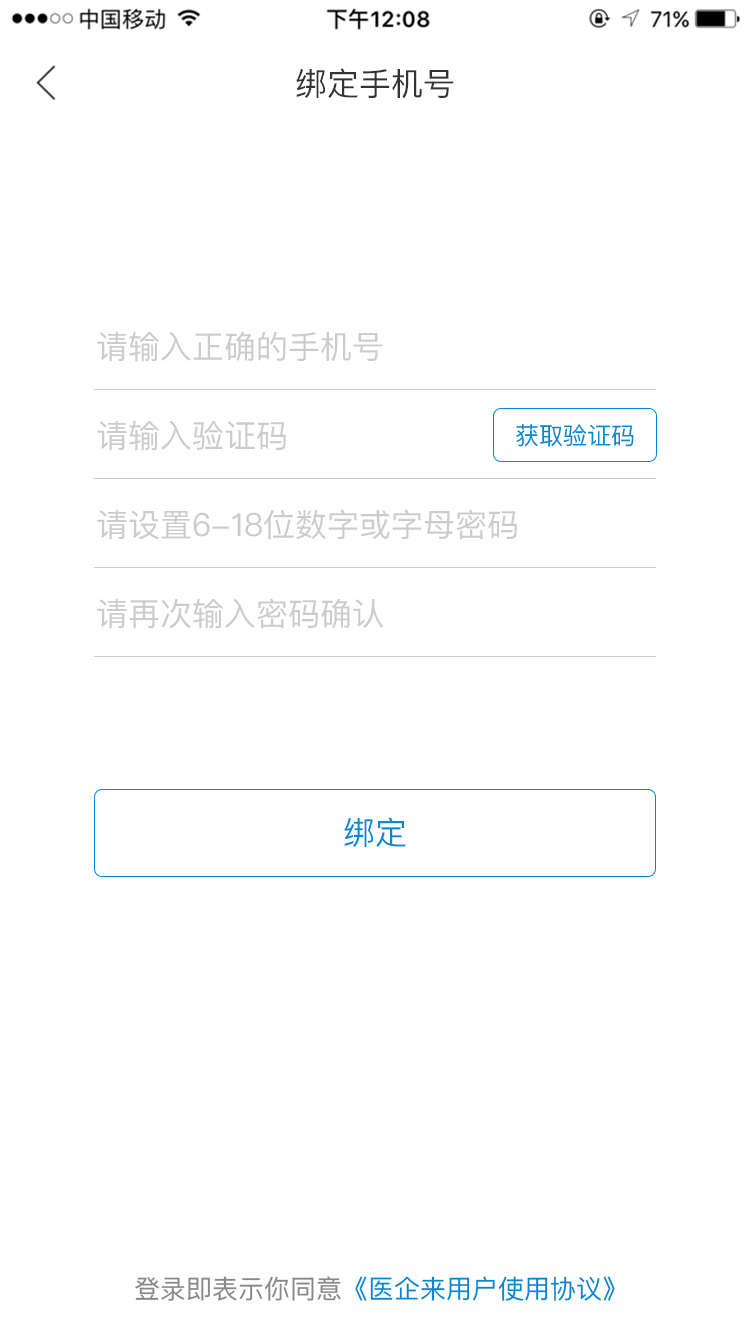 中国移动 下午12:08 71%
绑定手机号
请输入正确的手机号
请输入验证码 获取验证码
请设置6-18位数字或字母密码
请再次输入密码确认
绑定
登录即表示你同意《医企来用户使用协议》